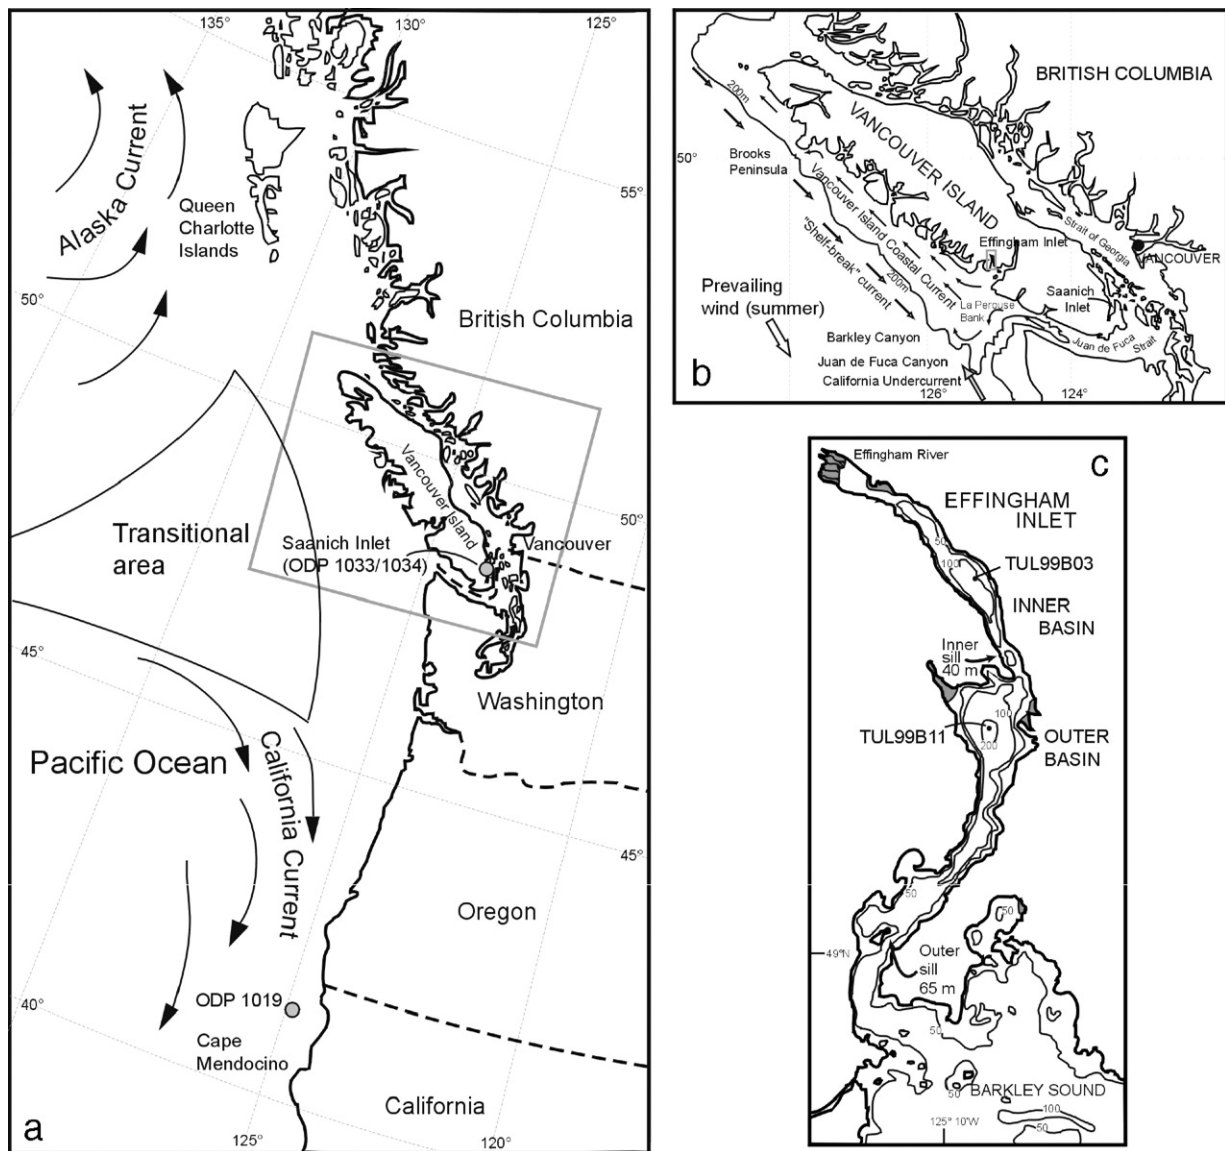 135°
130°
125°
Alaska Current
Queen
Charlotte
Islands
55°
50°
British Columbia
Vancouver Island
Transitional
area
Saanich Inlet
(ODP 1033/1034)
Vancouver
50°
45°
Washington
Pacific Ocean
California Current
45°
Oregon
40°
ODP 1019
Cape
Mendocino
California
125°
120°
a
BRITISH COLUMBIA
200m
VANCOUVER ISLAND
50°
Brooks
Peninsula
Vancouver Island Coastal Current
"Shelf-break" current
200m
Strait of Georgia
Effingham Inlet
VANCOUVER
Prevailing
wind (summer)
La Perouse
Bank
Saanich
Inlet
Juan de Fuca
Strait
Barkley Canyon
Juan de Fuca Canyon
California Undercurrent
126°
124°
b
c
Effingham River
EFFINGHAM
INLET
50
100
TUL99B03
INNER
BASIN
Inner
sill
40 m
100
TUL99B11
200
OUTER
BASIN
50
50
49°N
Outer
sill
65 m
50
50
BARKLEY SOUND
125° 10'W
100
50